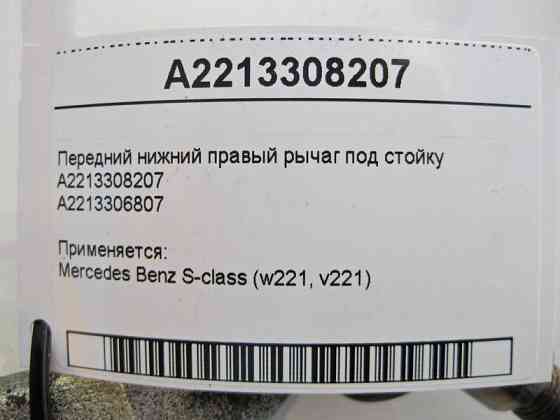 A2213308207
Передний нижний правый рычаг под стойку
A2213308207
A2213306807
Применяется:
Mercedes Benz S-class (w221, v221)